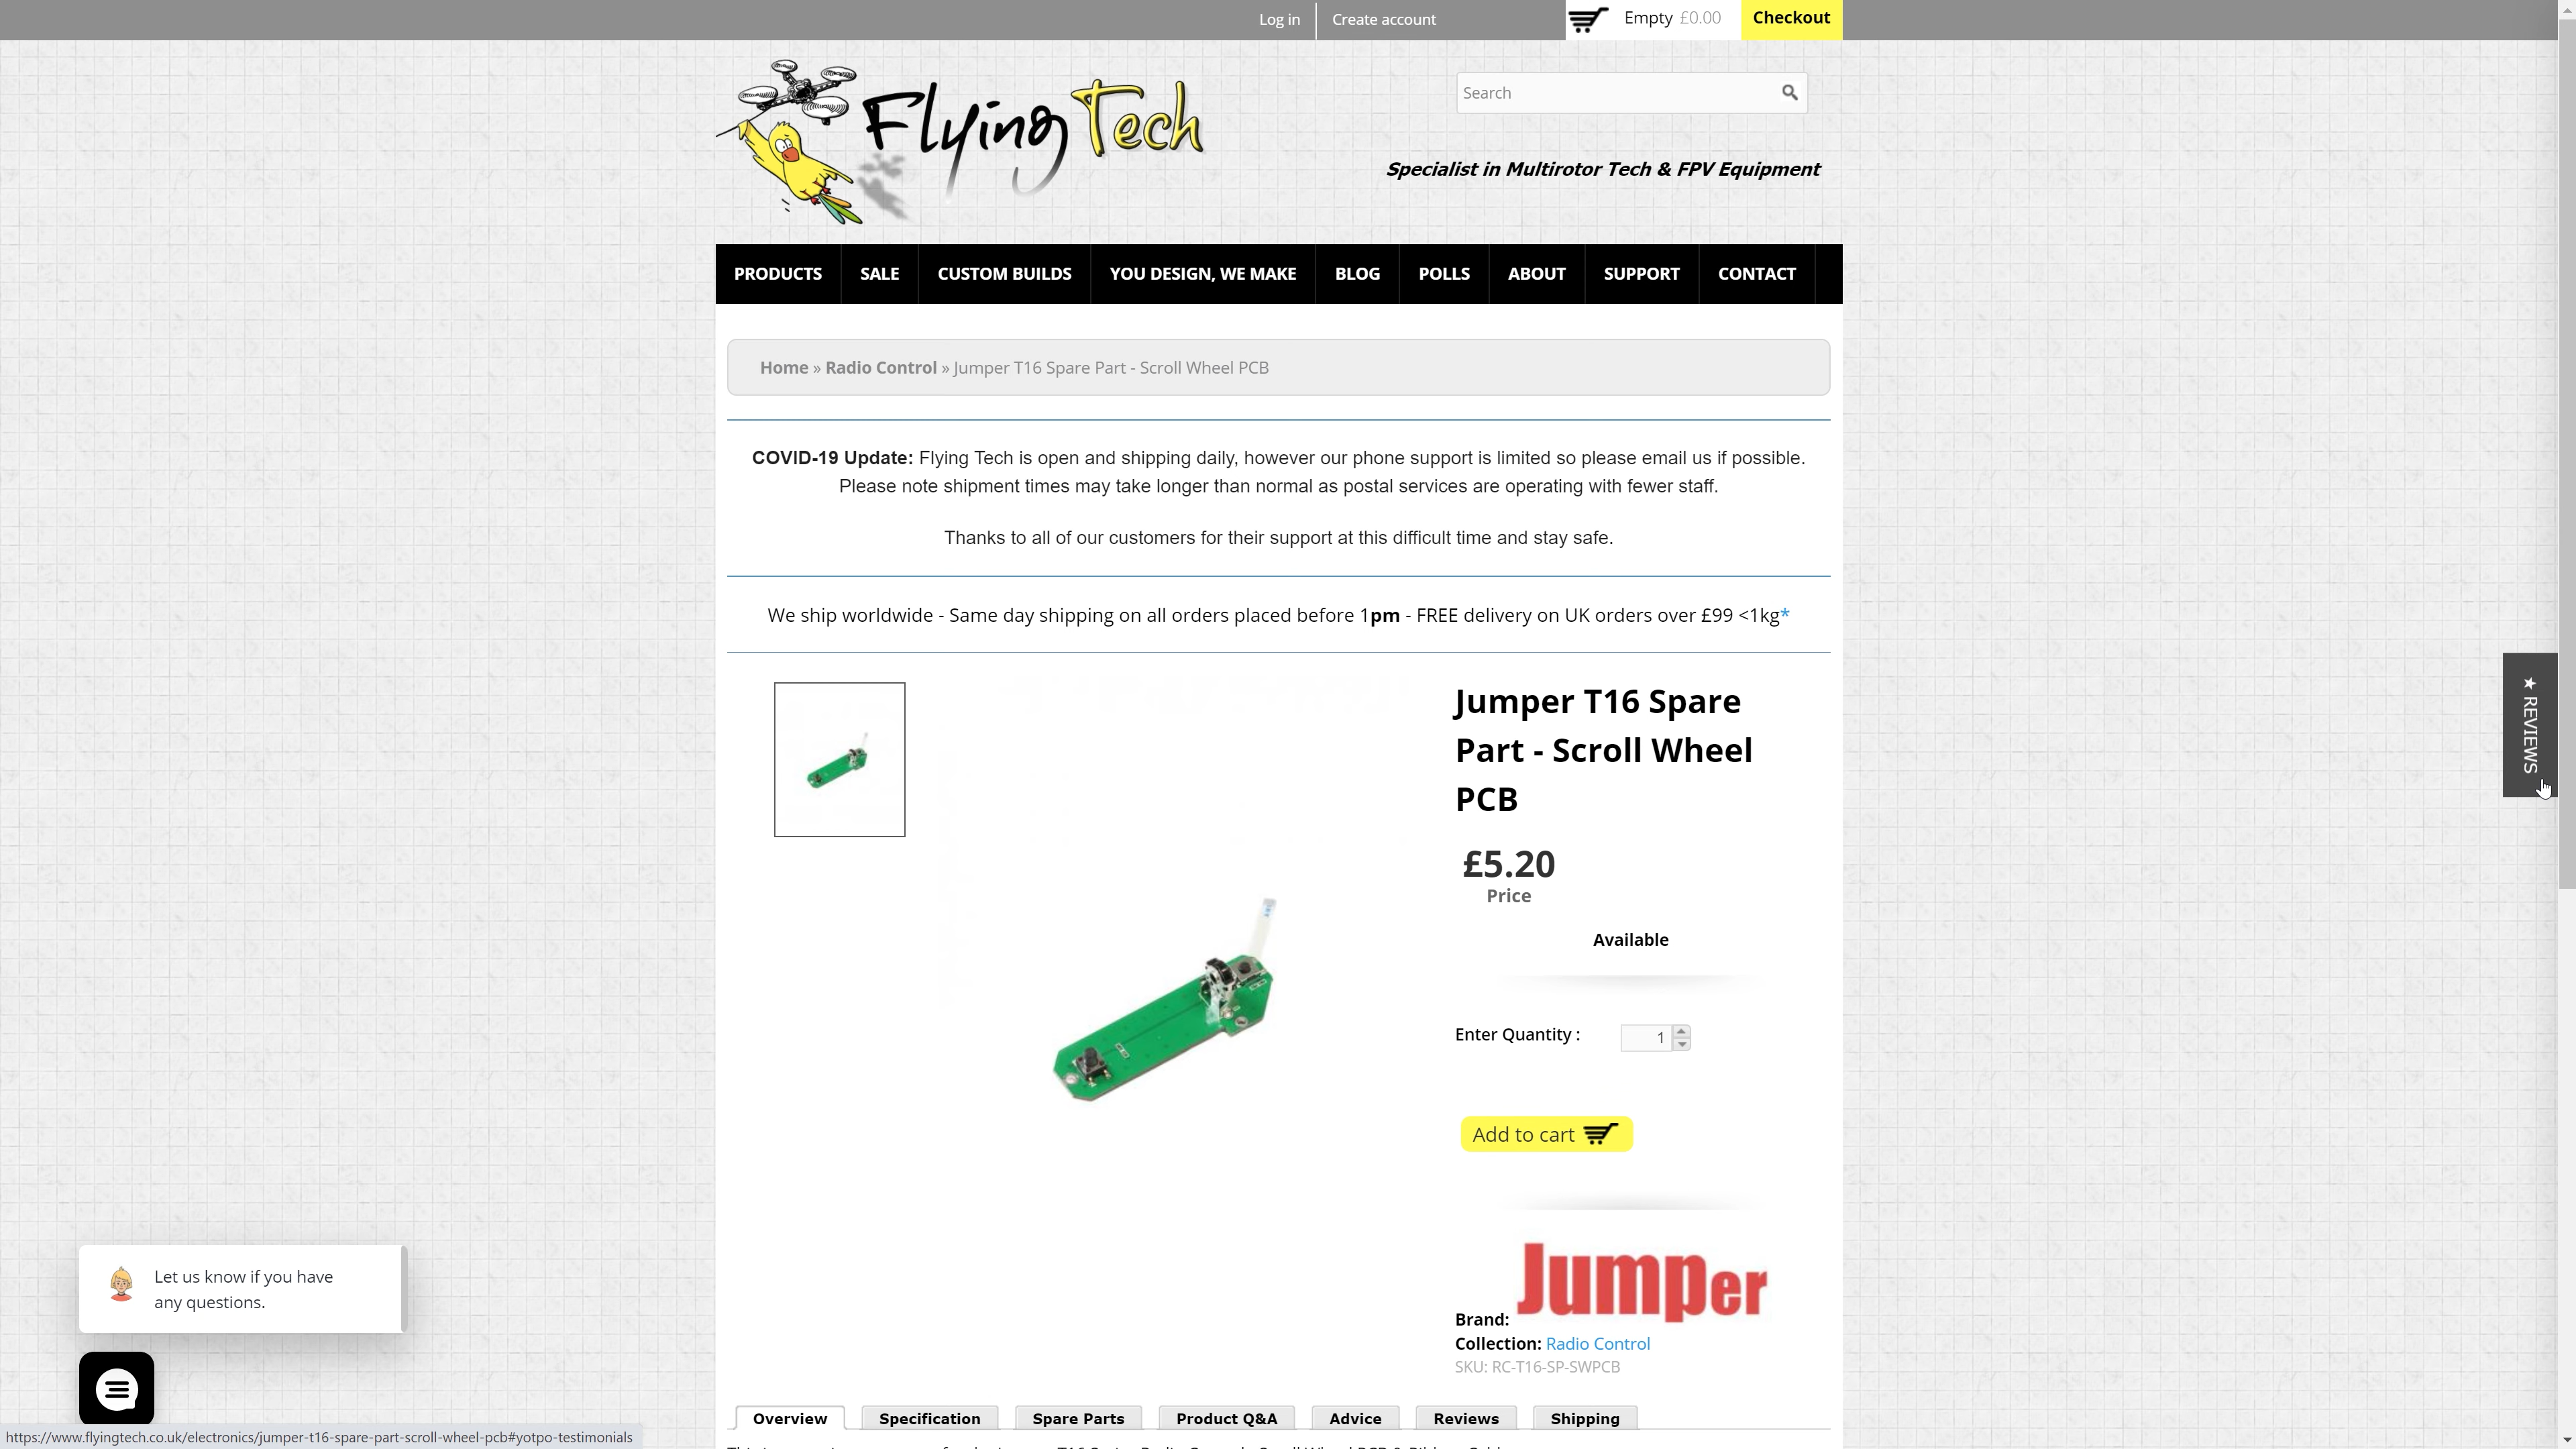 Log in
Create account
Empty £0.00
Checkout
Flying Tech
Search
Specialist in Multirotor Tech & FPV Equipment
PRODUCTS
SALE
CUSTOM BUILDS
YOU DESIGN, WE MAKE
BLOG
POLLS
ABOUT
SUPPORT
CONTACT
Home » Radio Control » Jumper T16 Spare Part - Scroll Wheel PCB
COVID-19 Update: Flying Tech is open and shipping daily, however our phone support is limited so please email us if possible.
Please note shipment times may take longer than normal as postal services are operating with fewer staff.
Thanks to all of our customers for their support at this difficult time and stay safe.
We ship worldwide - Same day shipping on all orders placed before 1pm - FREE delivery on UK orders over £99 <1kg*
★ REVIEWS
Jumper T16 Spare
Part - Scroll Wheel
PCB
£5.20
Price
Available
Enter Quantity : 1
Add to cart
Jumper
Brand:
Collection: Radio Control
SKU: RC-T16-SP-SWPCB
Let us know if you have
any questions.
Overview
Specification
Spare Parts
Product Q&A
Advice
Reviews
Shipping
https://www.flyingtech.co.uk/electronics/jumper-t16-spare-part-scroll-wheel-pcb#yotpo-testimonials